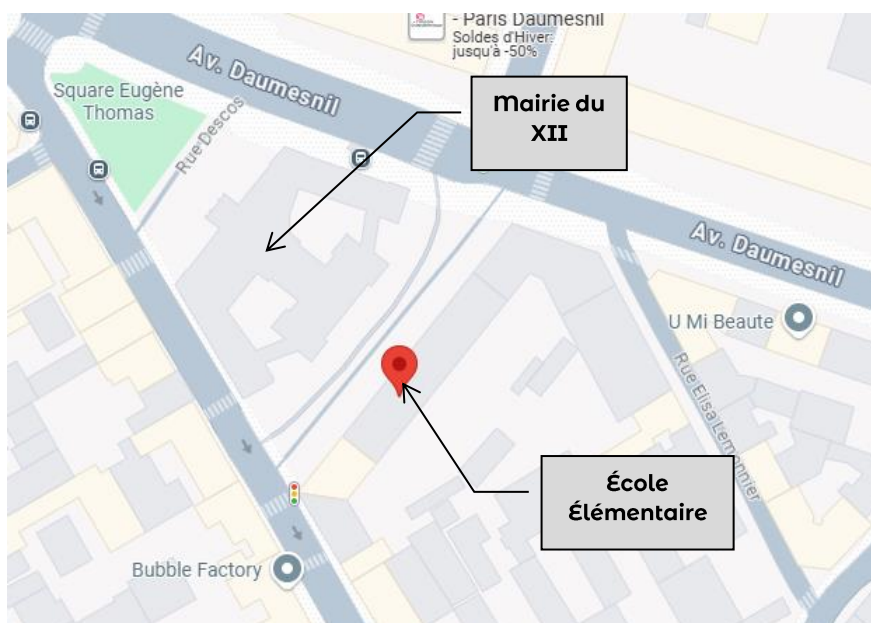 - Paris Daumesnil
Soldes d'Hiver:
jusqu'à -50%
Av. Daumesnil
Square Eugène
Thomas
Rue Descos
Mairie du
XII
Av. Daumesnil
U Mi Beaute
Rue Elisa Lemonnier
École
Élémentaire
Bubble Factory